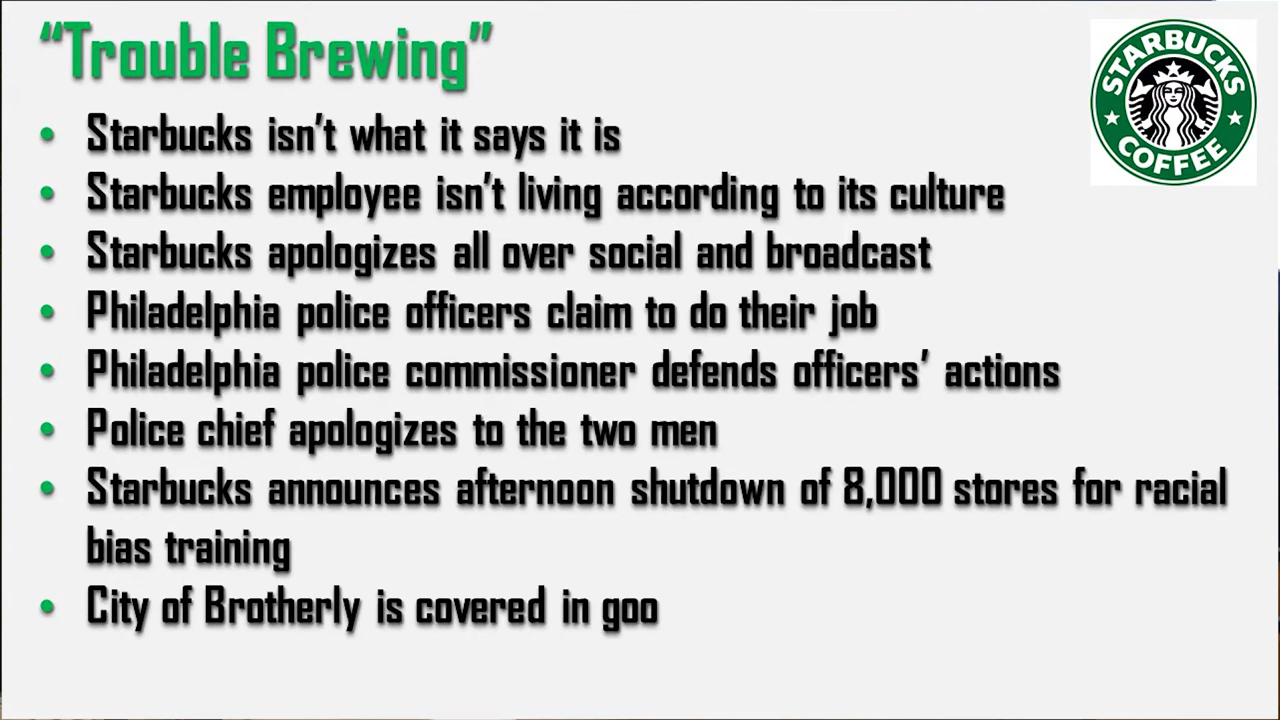 “Trouble Brewing”
STARBUCKS
COFFEE
• Starbucks isn’t what it says it is
• Starbucks employee isn’t living according to its culture
• Starbucks apologizes all over social and broadcast
• Philadelphia police officers claim to do their job
• Philadelphia police commissioner defends officers’ actions
• Police chief apologizes to the two men
• Starbucks announces afternoon shutdown of 8,000 stores for racial
bias training
• City of Brotherly is covered in goo